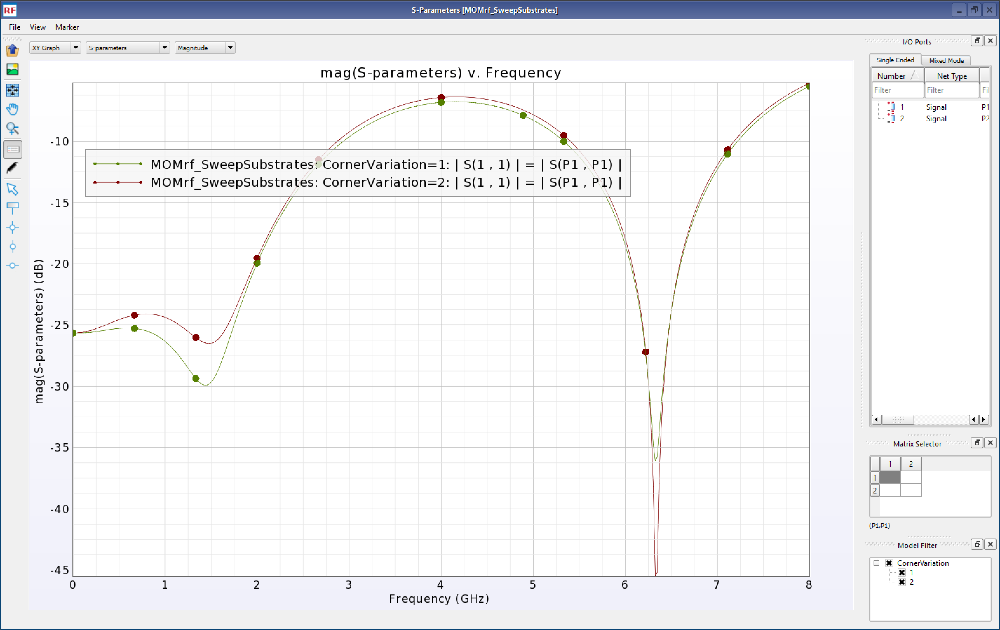 RF
S-Parameters [MOMrf_SweepSubstrates]
File View Marker
XY Graph S-parameters Magnitude
mag(S-parameters) v. Frequency
mag(S-parameters) (dB)
-10
-15
-20
-25
-30
-35
-40
-45
MOMrf_SweepSubstrates: CornerVariation=1: | S(1 , 1) | = | S(P1 , P1) |
MOMrf_SweepSubstrates: CornerVariation=2: | S(1 , 1) | = | S(P1 , P1) |
0 1 2 3 4 5 6 7 8
Frequency (GHz)
I/O Ports
Single Ended Mixed Mode
Number Net Type
Filter Filter Fil
1 Signal P1
2 Signal P2
Matrix Selector
1 2
1
2
(P1,P1)
Model Filter
CornerVariation
1
2